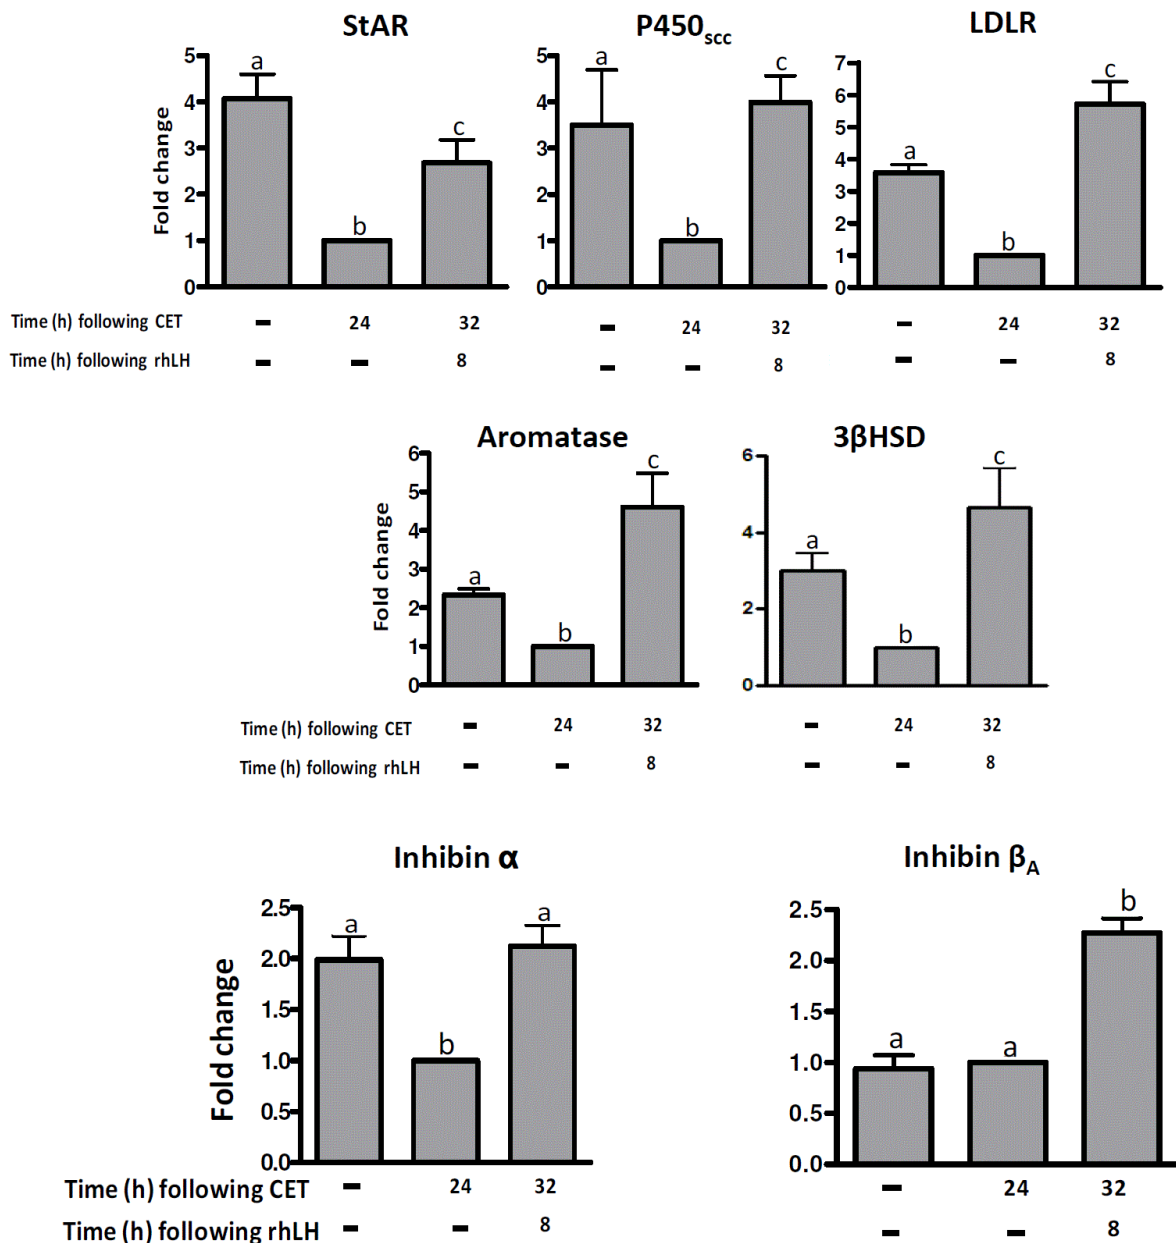 StAR P450scc LDLR
Fold change
5 4 3 2 1 0
a b c
5 4 3 2 1 0
a b c
7 6 5 4 3 2 1 0
a b c
Time (h) following CET – 24 32 – 24 32 – 24 32
Time (h) following rhLH – – 8 – – 8 – – 8
Aromatase 3βHSD
Fold change
6 5 4 3 2 1 0
a b c
6 4 2 0
a b c
Time (h) following CET – 24 32 – 24 32
Time (h) following rhLH – – 8 – – 8
Inhibin α Inhibin βA
Fold change
2.5 2.0 1.5 1.0 0.5 0.0
a b a
2.5 2.0 1.5 1.0 0.5 0.0
a a b
Time (h) following CET – 24 32 – 24 32
Time (h) following rhLH – – 8 – – 8